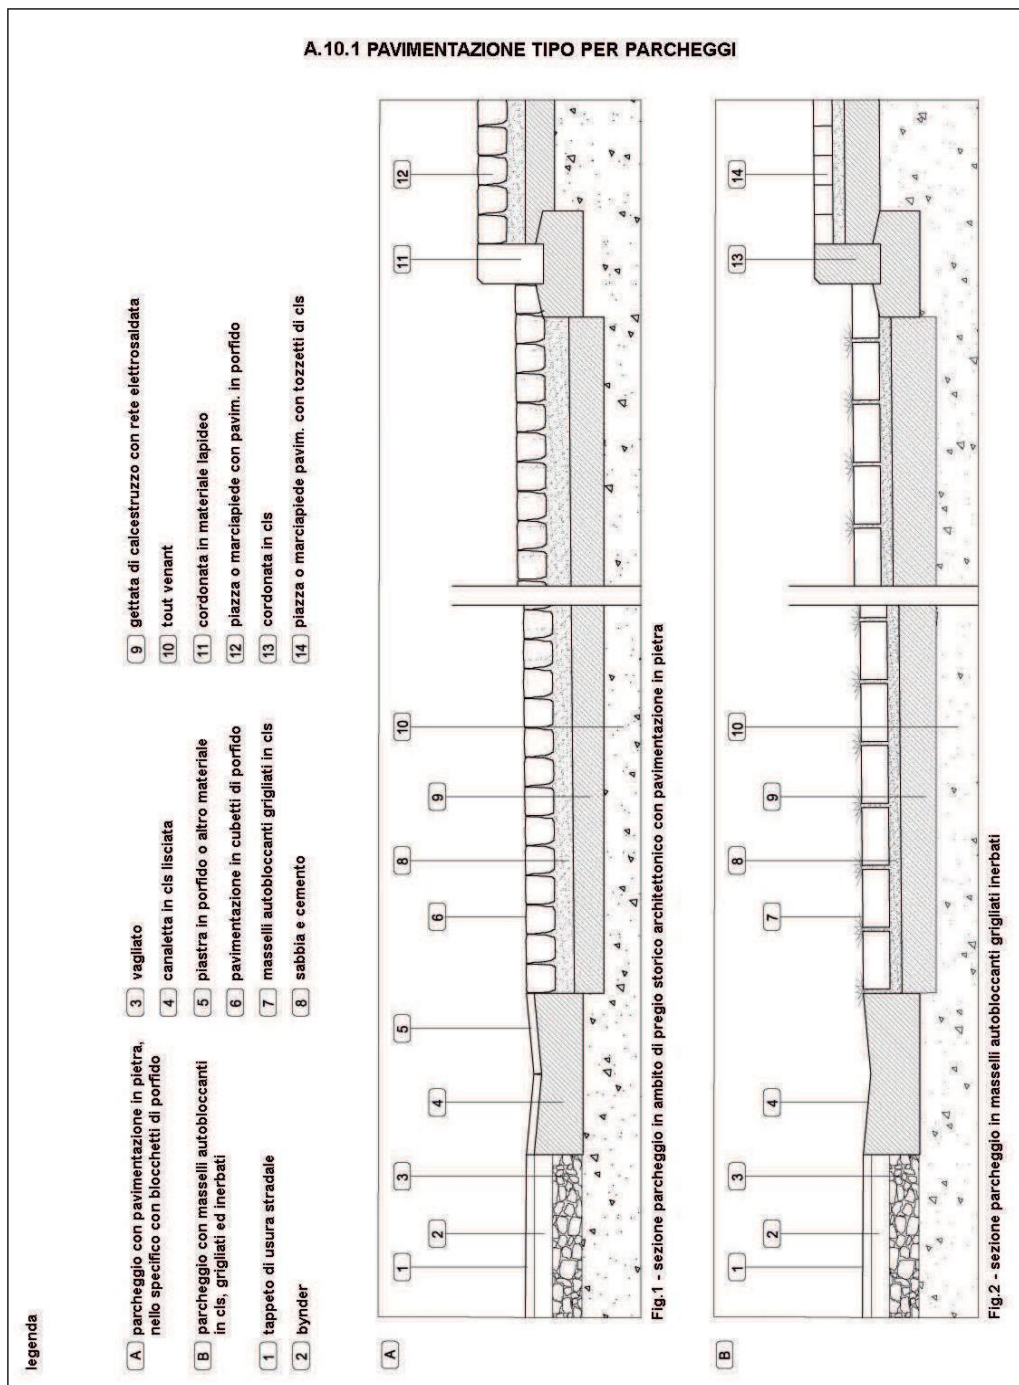 A.10.1 PAVIMENTAZIONE TIPO PER PARCHEGGI
legenda
A parcheggio con pavimentazione in pietra,
nello specifico con blocchetti di porfido
B parcheggio con masselli autobloccanti
in cls, grigliati ed inerbati
1 tappeto di usura stradale
2 bynder
3 vagliato
4 canaletta in cls lisciata
5 piastra in porfido o altro materiale
6 pavimentazione in cubetti di porfido
7 masselli autobloccanti grigliati in cls
8 sabbia e cemento
9 gettata di calcestruzzo con rete elettrosaldata
10 tout venant
11 cordonata in materiale lapideo
12 piazza o marciapiede con pavim. in porfido
13 cordonata in cls
14 piazza o marciapiede pavim. con tozzetti di cls
A
1
2
3
4
5
6
8
9
10
11
12
Fig.1 - sezione parcheggio in ambito di pregio storico architettonico con pavimentazione in pietra
B
1
2
3
4
7
8
9
10
13
14
Fig.2 - sezione parcheggio in masselli autobloccanti grigliati inerbati